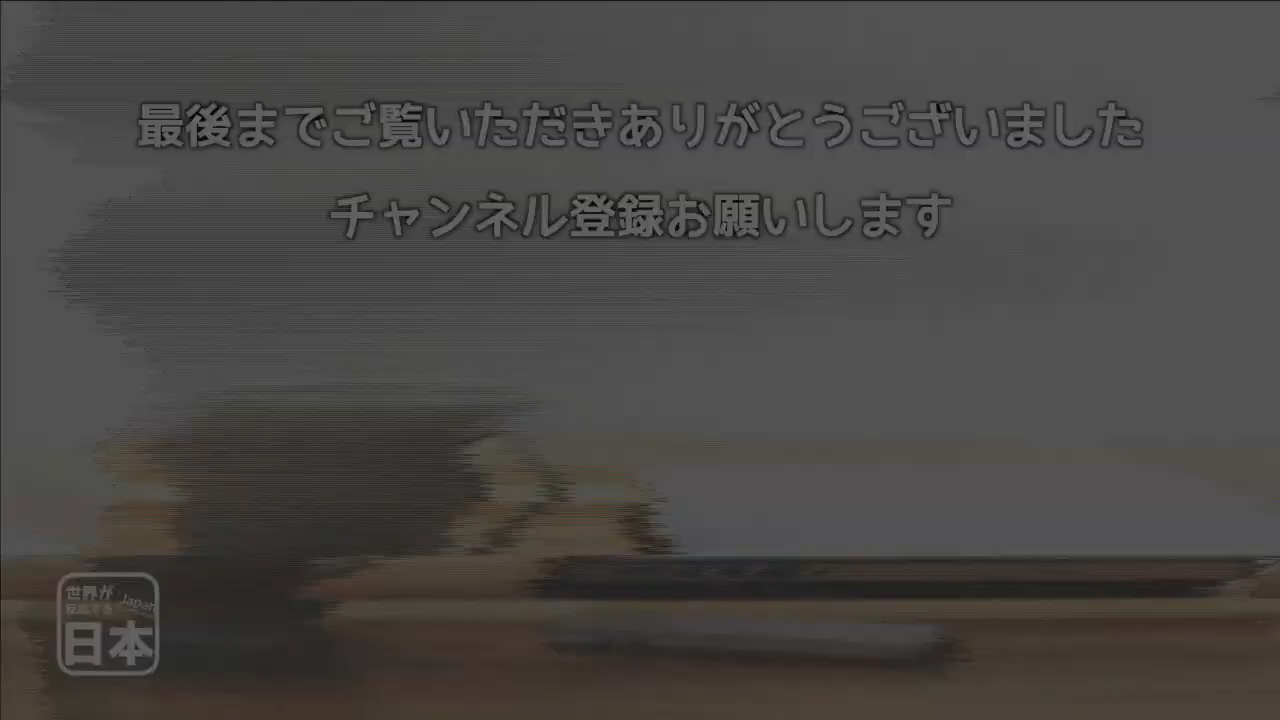 最後までご覧いただきありがとうございました
チャンネル登録お願いします
世界が
Japan
日本